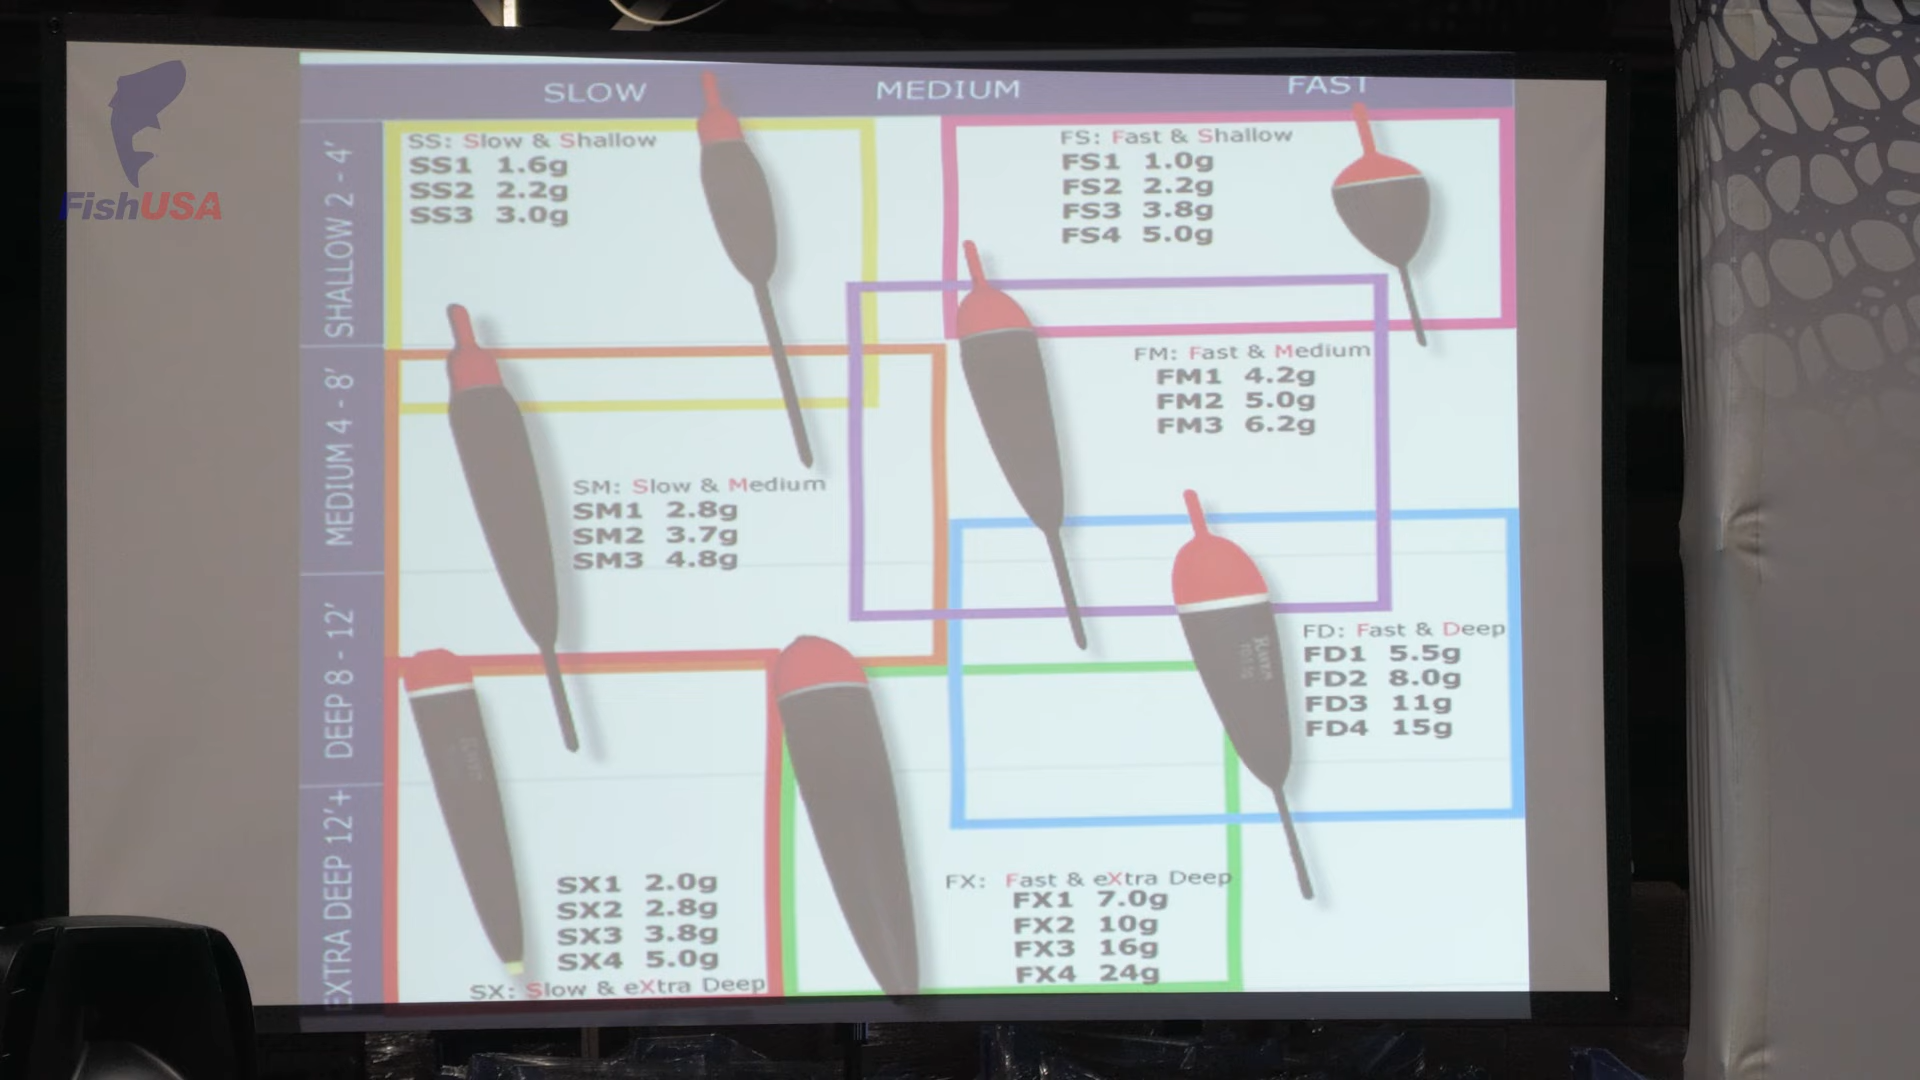 FishUSA
SLOW MEDIUM FAST
SHALLOW 2 - 4'
SS: Slow & Shallow
SS1 1.6g
SS2 2.2g
SS3 3.0g
FS: Fast & Shallow
FS1 1.0g
FS2 2.2g
FS3 3.8g
FS4 5.0g
MEDIUM 4 - 8'
FM: Fast & Medium
FM1 4.2g
FM2 5.0g
FM3 6.2g
SM: Slow & Medium
SM1 2.8g
SM2 3.7g
SM3 4.8g
DEEP 8 - 12'
FD: Fast & Deep
FD1 5.5g
FD2 8.0g
FD3 11g
FD4 15g
EXTRA DEEP 12'+
SX1 2.0g
SX2 2.8g
SX3 3.8g
SX4 5.0g
SX: Slow & eXtra Deep
FX: Fast & eXtra Deep
FX1 7.0g
FX2 10g
FX3 16g
FX4 24g